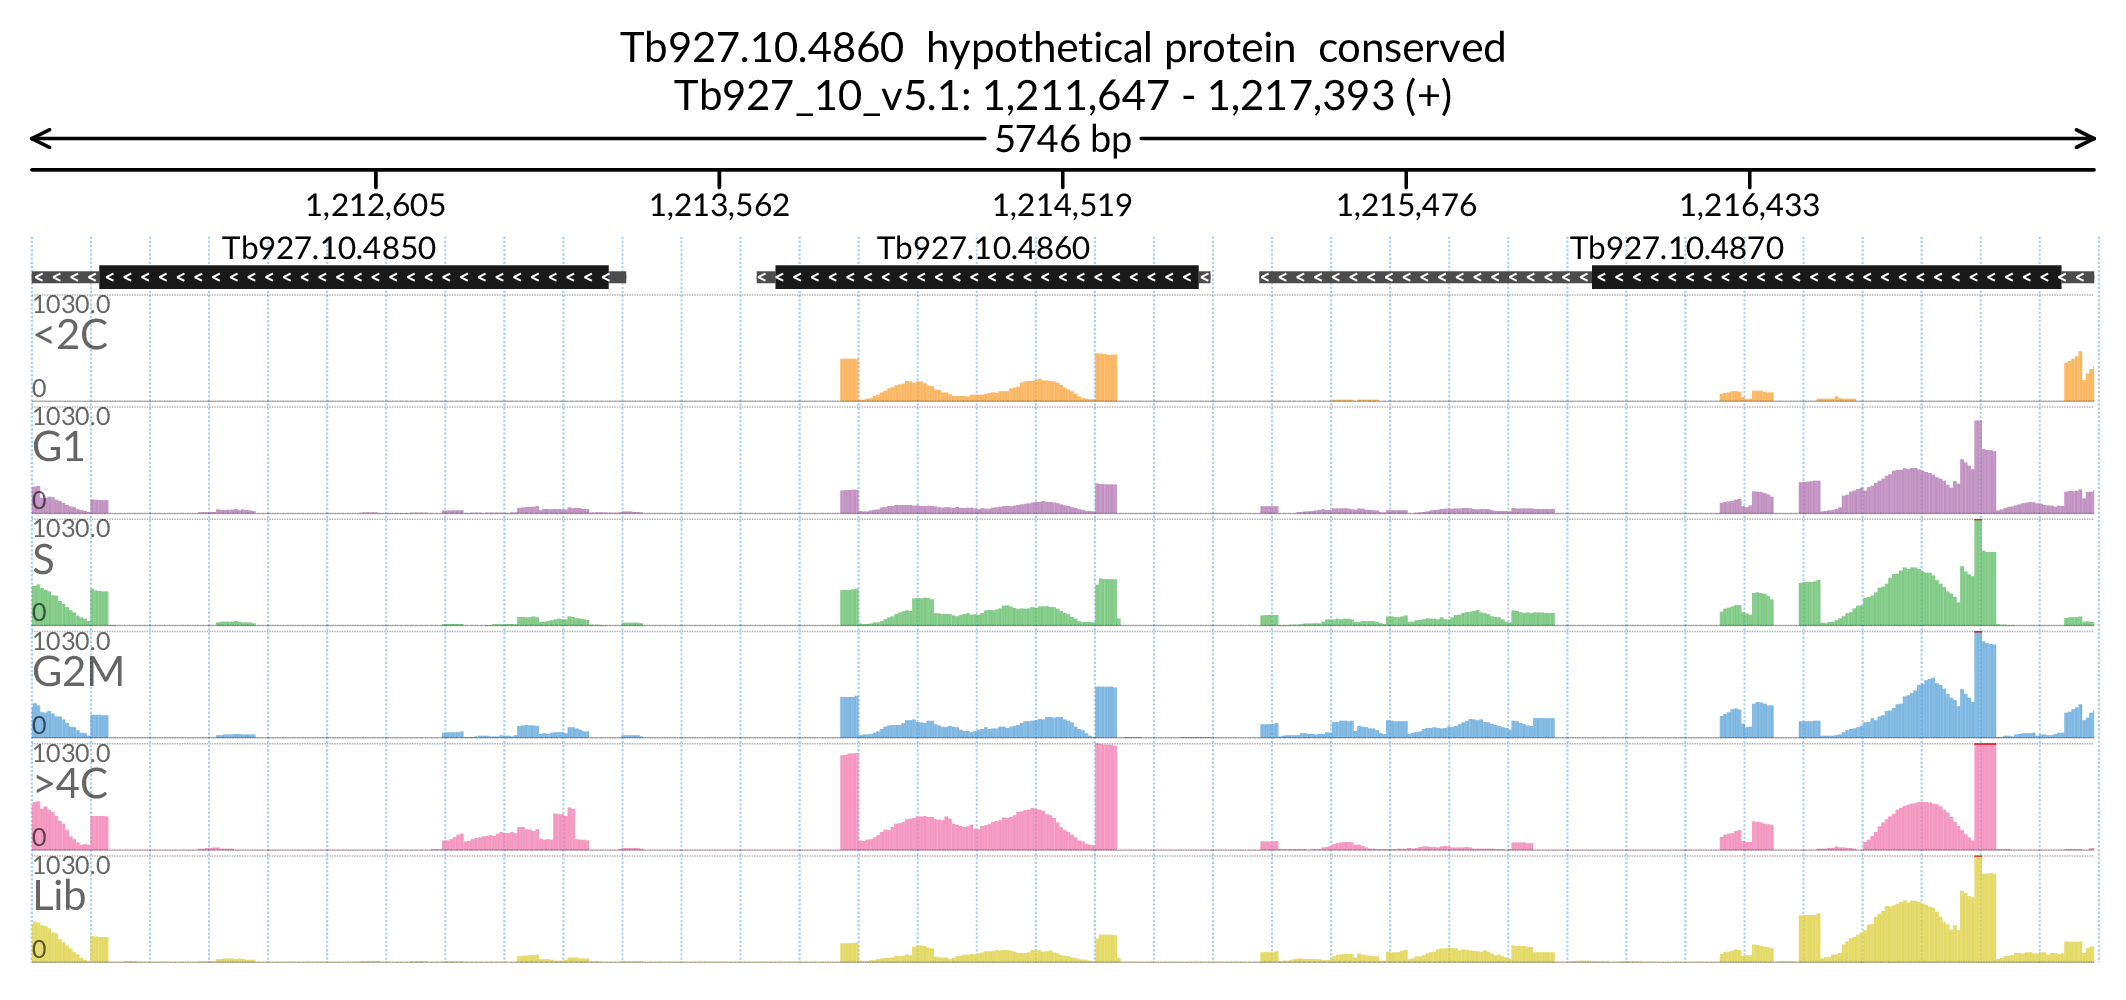 Tb927.10.4860 hypothetical protein conserved
Tb927_10_v5.1: 1,211,647 - 1,217,393 (+)
5746 bp
1,212,605 1,213,562 1,214,519 1,215,476 1,216,433
Tb927.10.4850 Tb927.10.4860 Tb927.10.4870
1030.0
<2C
0
1030.0
G1
0
1030.0
S
0
1030.0
G2M
0
1030.0
>4C
0
1030.0
Lib
0